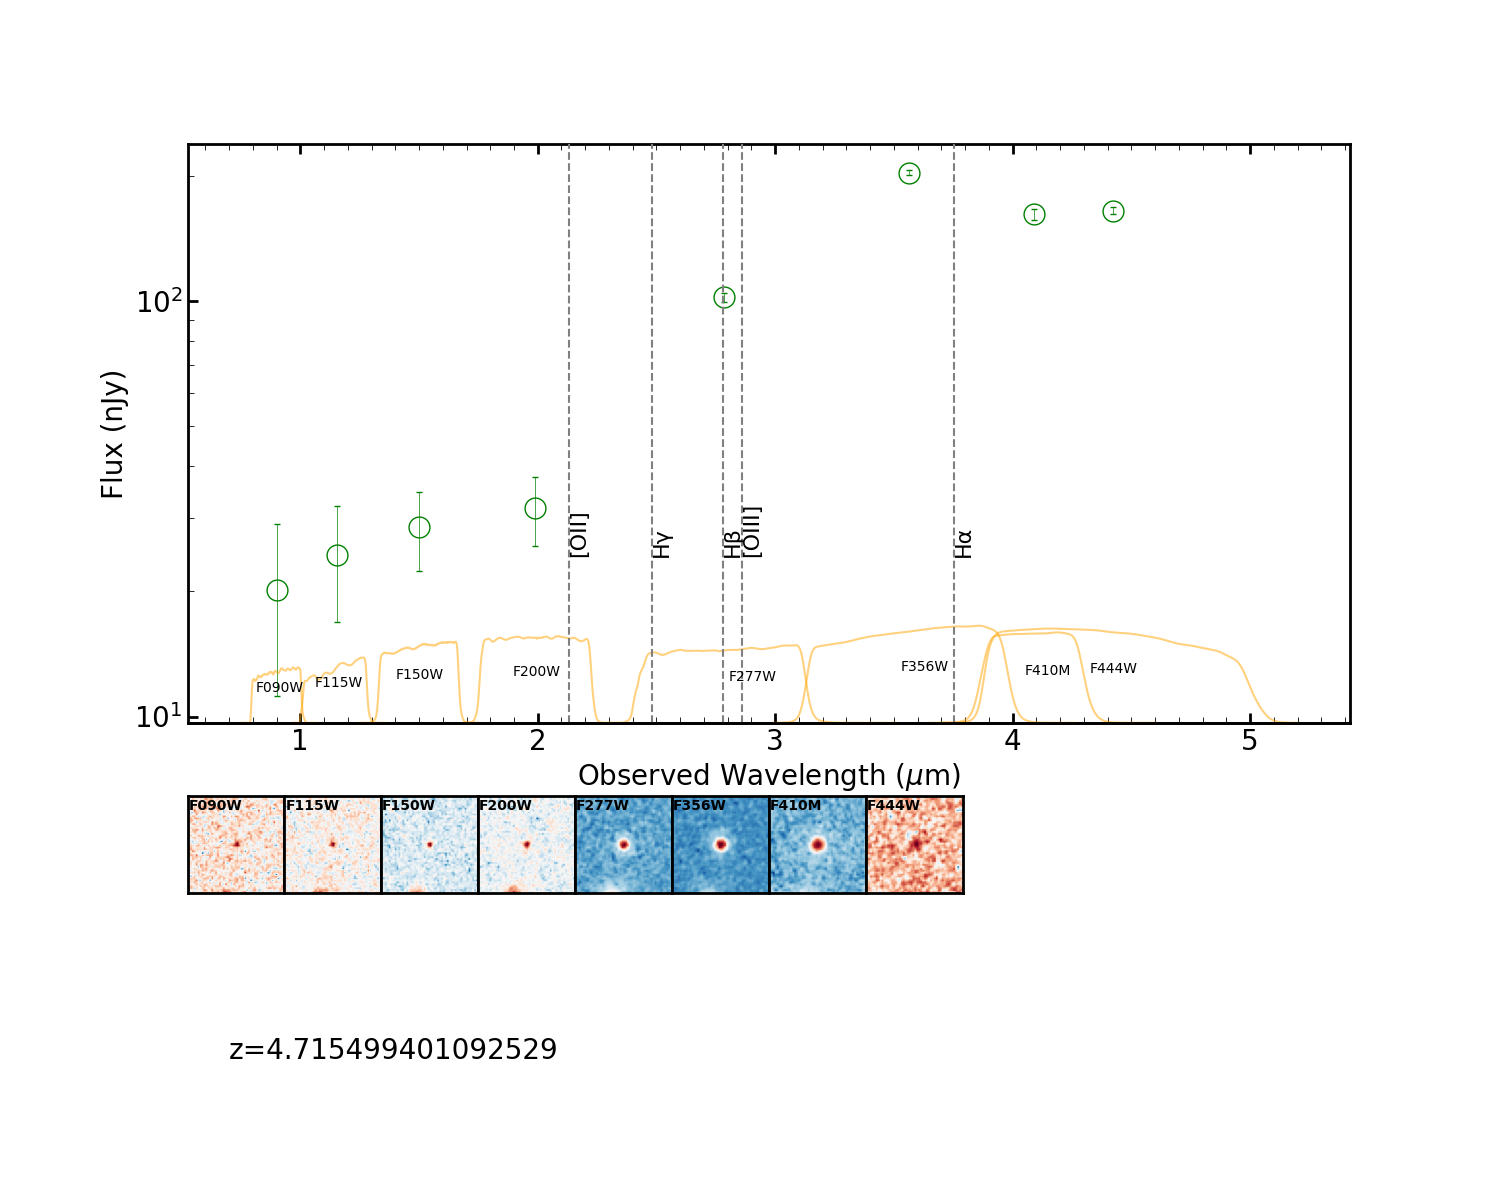 Flux (nJy)
10²
10¹
[OII]
Hγ
Hβ
[OIII]
Hα
F090W
F115W
F150W
F200W
F277W
F356W
F410M
F444W
1 2 3 4 5
Observed Wavelength (μm)
F090W F115W F150W F200W F277W F356W F410M F444W
z=4.715499401092529